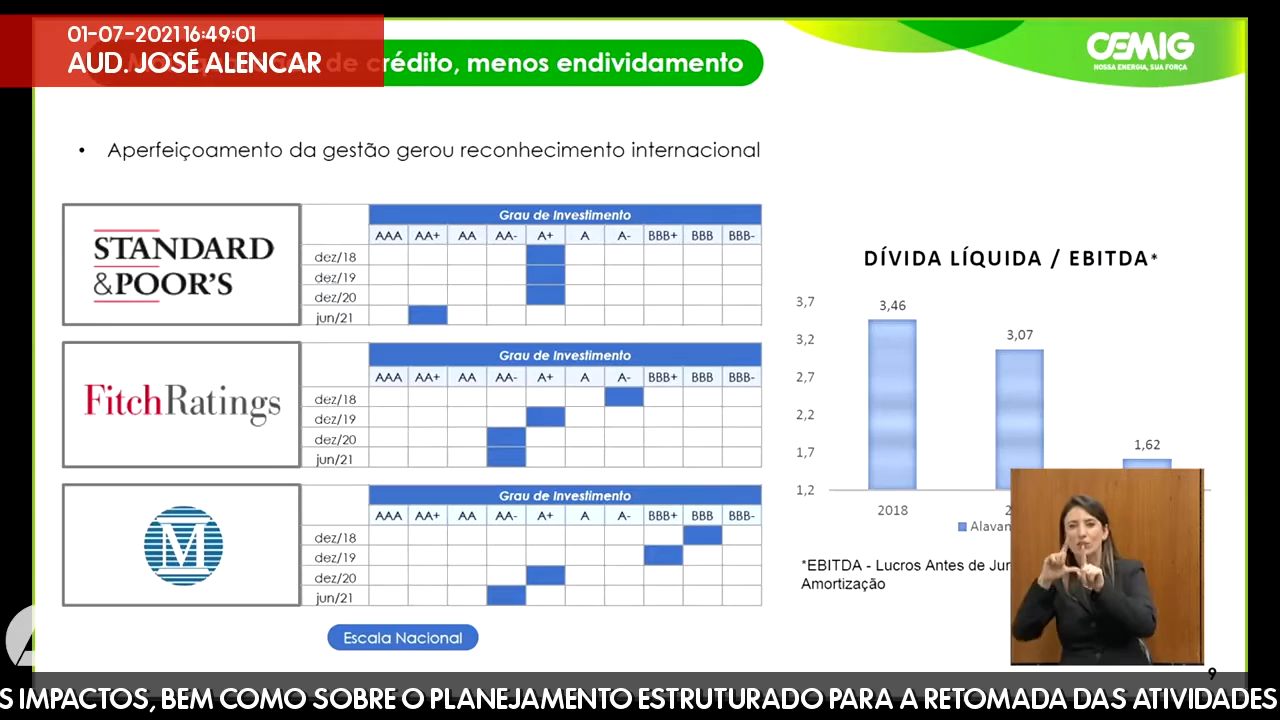 01-07-2021 16:49:01
AUD. JOSÉ ALENCAR
de crédito, menos endividamento
CEMIG
NOSSA ENERGIA, SUA FORÇA
• Aperfeiçoamento da gestão gerou reconhecimento internacional
STANDARD
&POOR'S
Grau de Investimento
AAA AA+ AA AA- A+ A A- BBB+ BBB BBB-
dez/18
dez/19
dez/20
jun/21
FitchRatings
Grau de Investimento
AAA AA+ AA AA- A+ A A- BBB+ BBB BBB-
dez/18
dez/19
dez/20
jun/21
M
Grau de Investimento
AAA AA+ AA AA- A+ A A- BBB+ BBB BBB-
dez/18
dez/19
dez/20
jun/21
Escala Nacional
DÍVIDA LÍQUIDA / EBITDA*
3,7
3,2
2,7
2,2
1,7
1,2
3,46
3,07
1,62
2018
Alavan
*EBITDA - Lucros Antes de Jur
Amortização
9
S IMPACTOS, BEM COMO SOBRE O PLANEJAMENTO ESTRUTURADO PARA A RETOMADA DAS ATIVIDADES